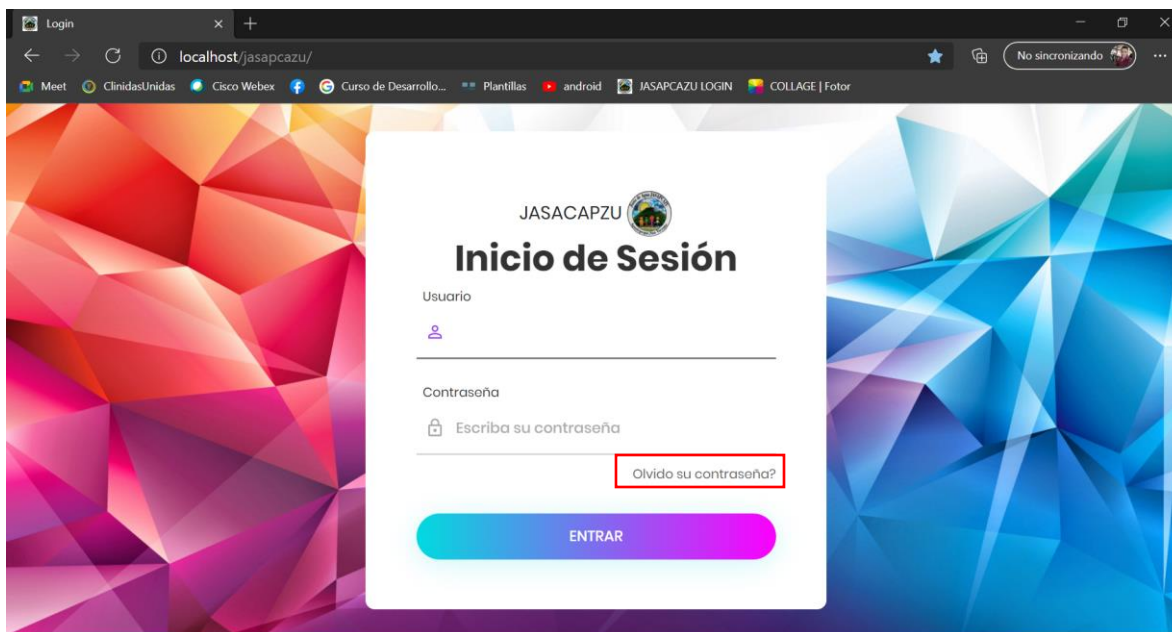 Login
localhost/jasapcazu/
No sincronizando
Meet ClinidasUnidas Cisco Webex Curso de Desarrollo... Plantillas android JASAPCAZU LOGIN COLLAGE | Fotor
JASACAPZU
Inicio de Sesión
Usuario
Contraseña
Escriba su contraseña
Olvido su contraseña?
ENTRAR